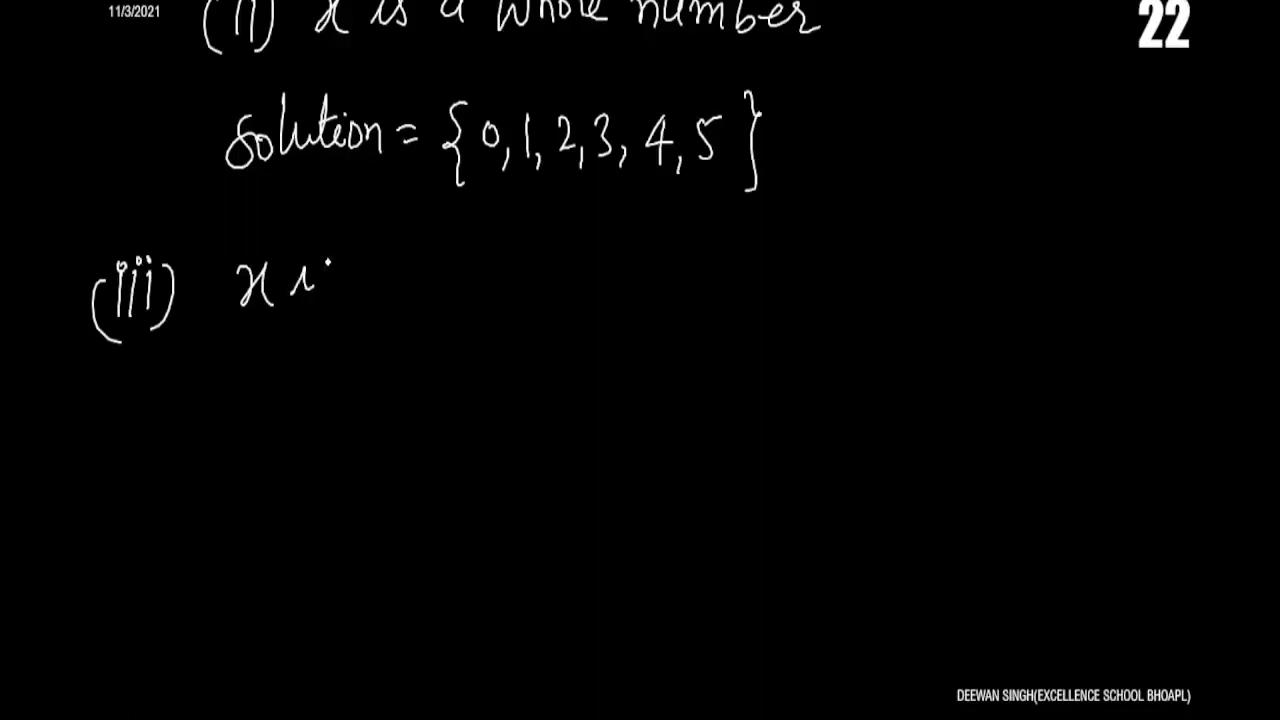 11/3/2021
22
(ii) x is a whole number
Solution = {0, 1, 2, 3, 4, 5}
(iii) x i
DEEWAN SINGH(EXCELLENCE SCHOOL BHOAPL)